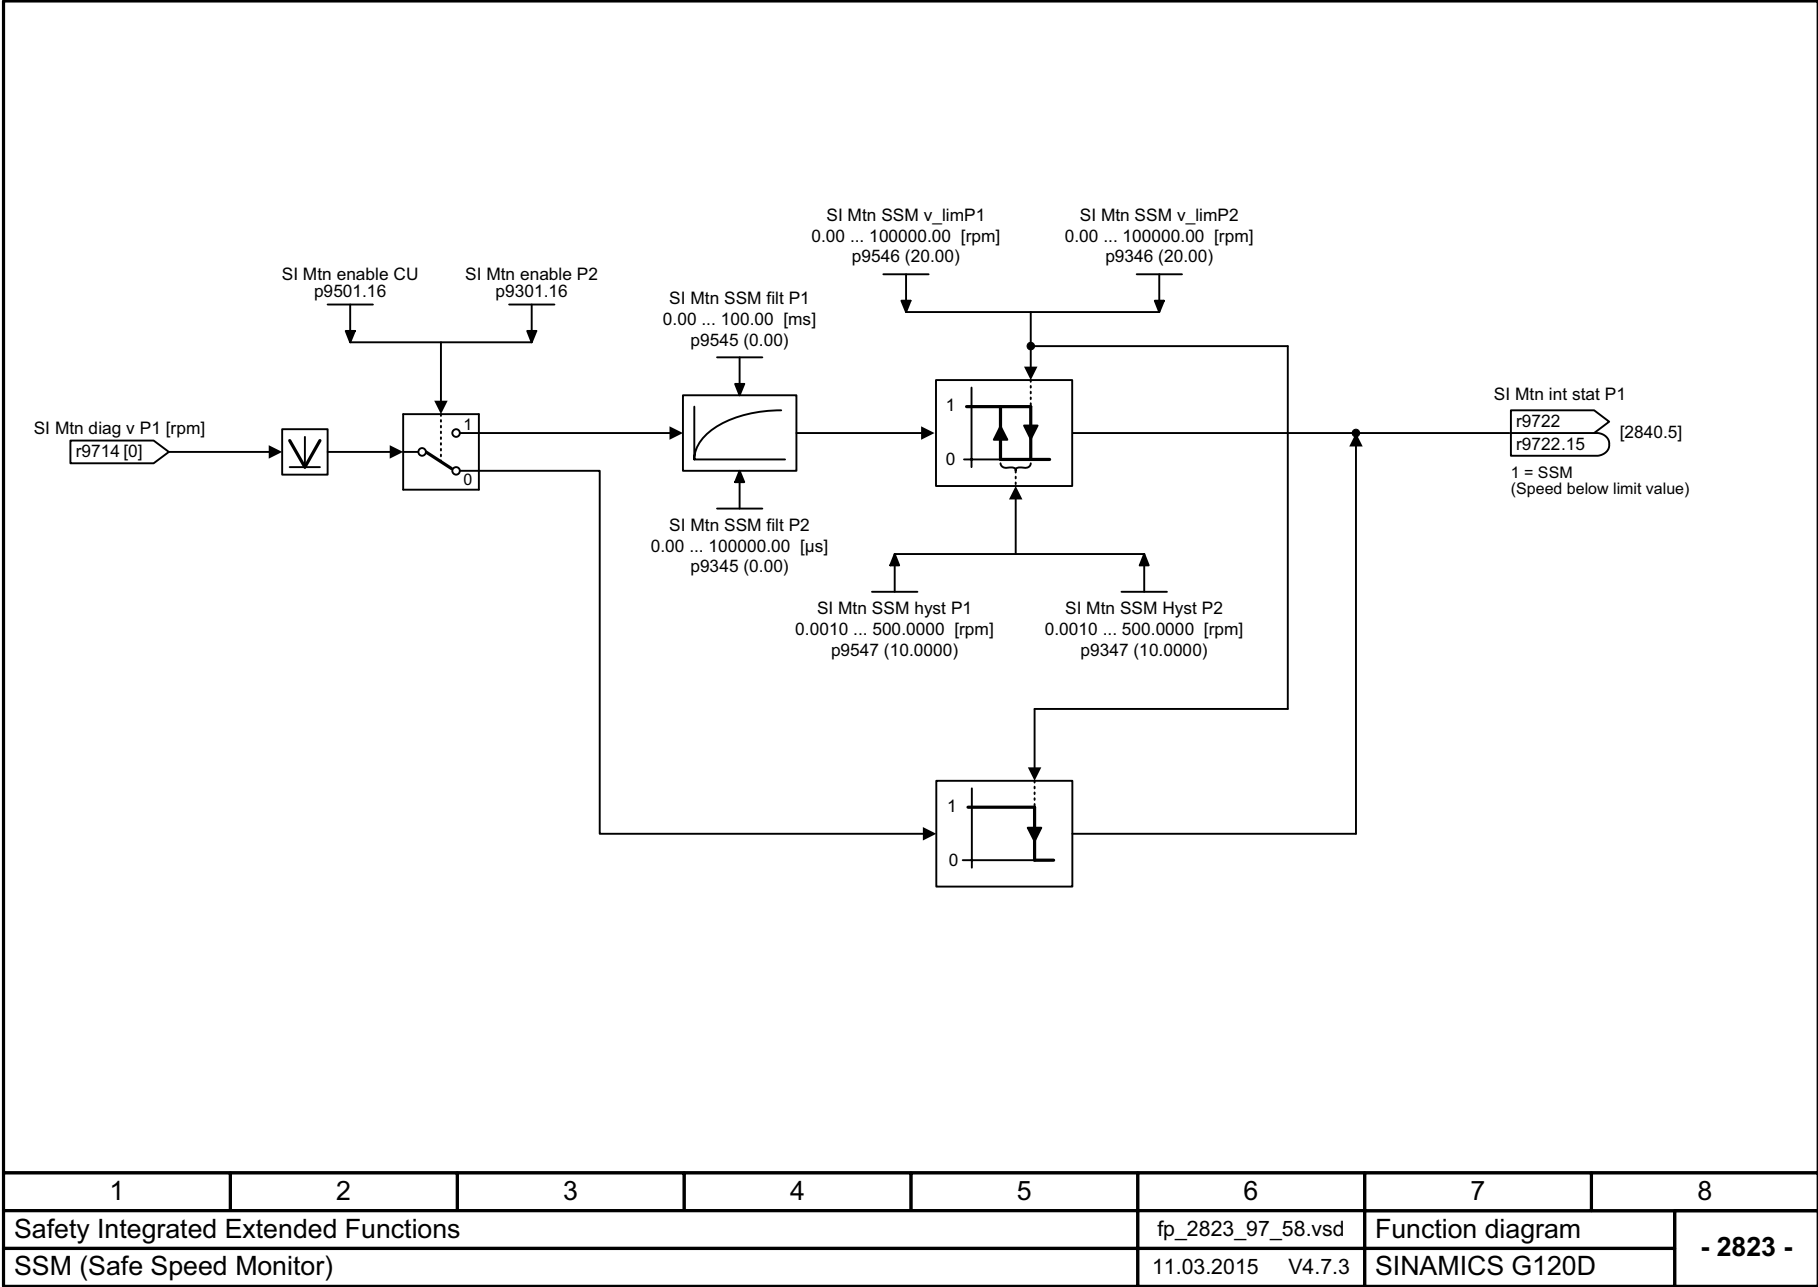 SI Mtn SSM v_limP1
0.00 ... 100000.00 [rpm]
p9546 (20.00)
SI Mtn SSM v_limP2
0.00 ... 100000.00 [rpm]
p9346 (20.00)
SI Mtn enable CU
p9501.16
SI Mtn enable P2
p9301.16
SI Mtn SSM filt P1
0.00 ... 100.00 [ms]
p9545 (0.00)
SI Mtn diag v P1 [rpm]
r9714 [0]
1
0
1
0
SI Mtn int stat P1
r9722
r9722.15
[2840.5]
1 = SSM
(Speed below limit value)
SI Mtn SSM filt P2
0.00 ... 100000.00 [µs]
p9345 (0.00)
SI Mtn SSM hyst P1
0.0010 ... 500.0000 [rpm]
p9547 (10.0000)
SI Mtn SSM Hyst P2
0.0010 ... 500.0000 [rpm]
p9347 (10.0000)
1
0
1 2 3 4 5 6 7 8
Safety Integrated Extended Functions
fp_2823_97_58.vsd
Function diagram
- 2823 -
SSM (Safe Speed Monitor)
11.03.2015 V4.7.3
SINAMICS G120D